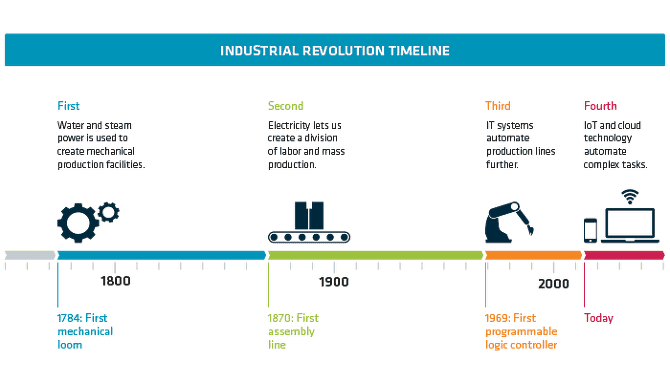 INDUSTRIAL REVOLUTION TIMELINE
First
Water and steam
power is used to
create mechanical
production facilities.
Second
Electricity lets us
create a division
of labor and mass
production.
Third
IT systems
automate
production lines
further.
Fourth
IoT and cloud
technology
automate
complex tasks.
1800
1900
2000
1784: First
mechanical
loom
1870: First
assembly
line
1969: First
programmable
logic controller
Today